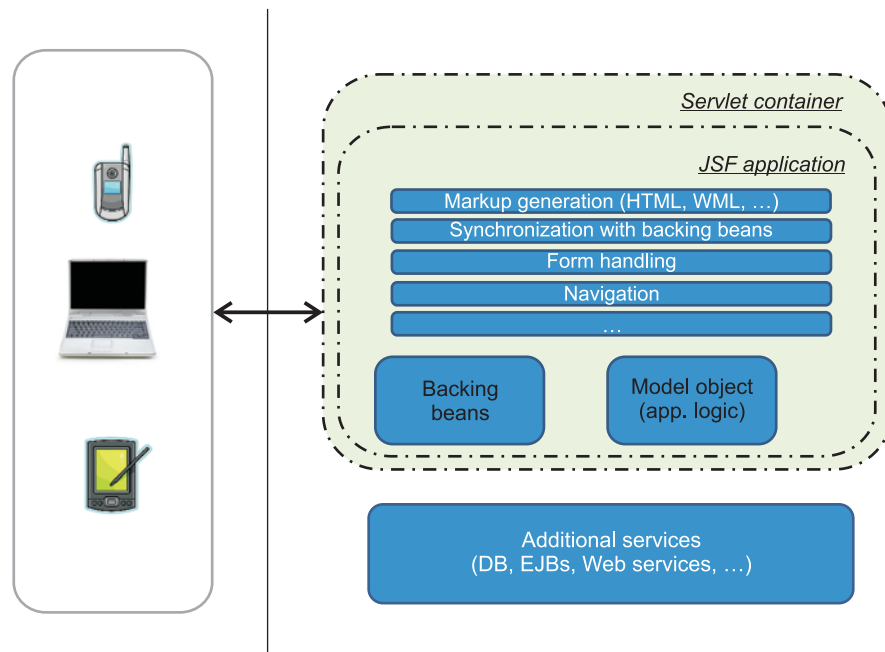 Servlet container
JSF application
Markup generation (HTML, WML, …)
Synchronization with backing beans
Form handling
Navigation
…
Backing
beans
Model object
(app. logic)
Additional services
(DB, EJBs, Web services, …)